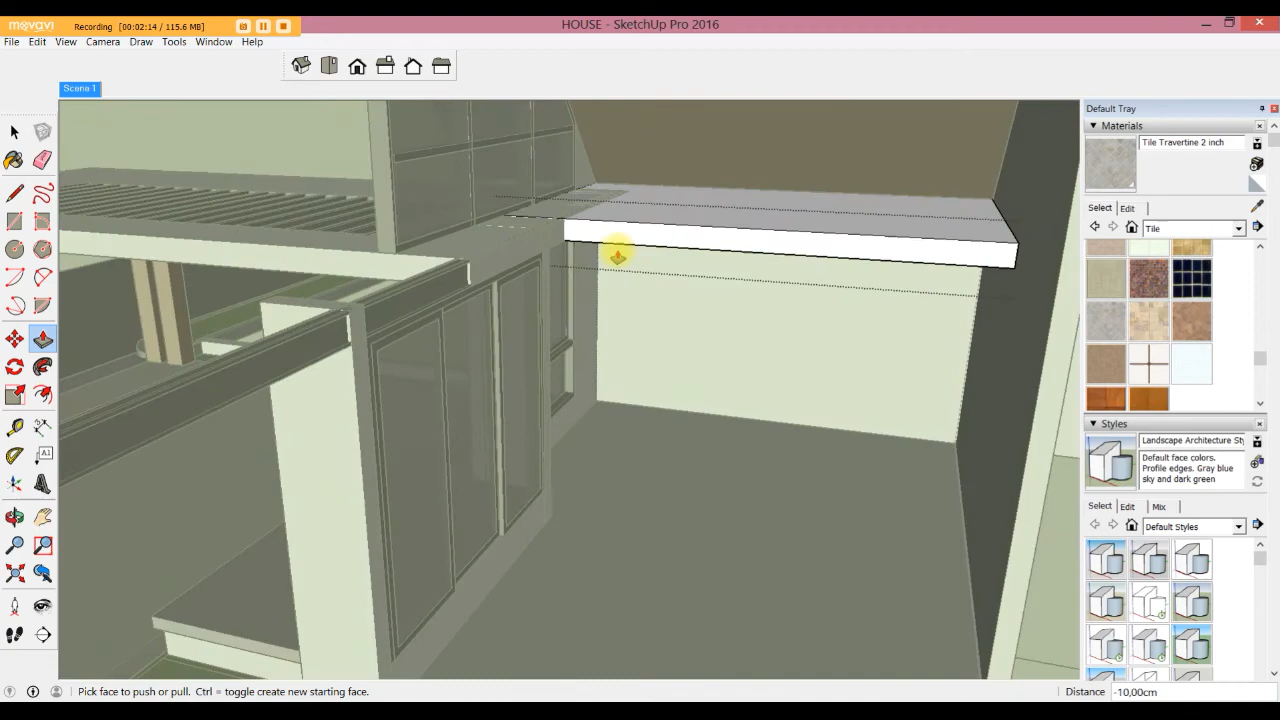 movavi
Recording [00:02:14 / 115.6 MB]
HOUSE - SketchUp Pro 2016
File Edit View Camera Draw Tools Window Help
Scene 1
Default Tray
Materials
Tile Travertine 2 inch
Select Edit
Tile
A1
Styles
Landscape Architecture Sty
Default face colors.
Profile edges. Gray blue
sky and dark green
Select Edit Mix
Default Styles
Pick face to push or pull. Ctrl = toggle create new starting face.
Distance -10,00cm